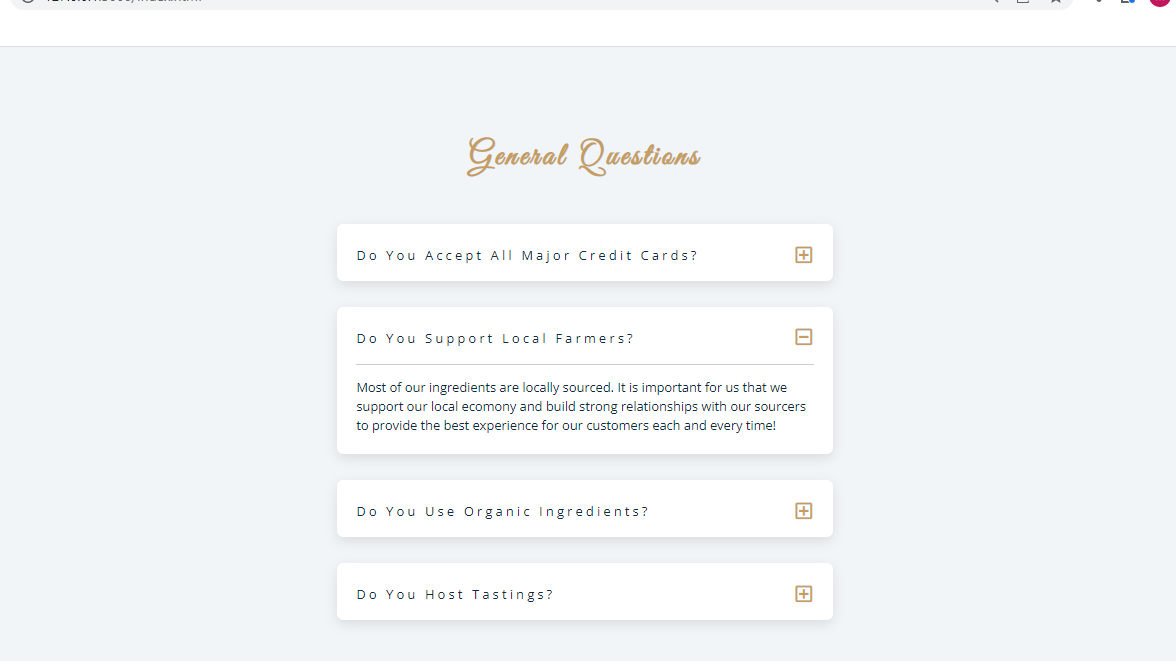 General Questions
Do You Accept All Major Credit Cards?
Do You Support Local Farmers?
Most of our ingredients are locally sourced. It is important for us that we
support our local ecomony and build strong relationships with our sourcers
to provide the best experience for our customers each and every time!
Do You Use Organic Ingredients?
Do You Host Tastings?